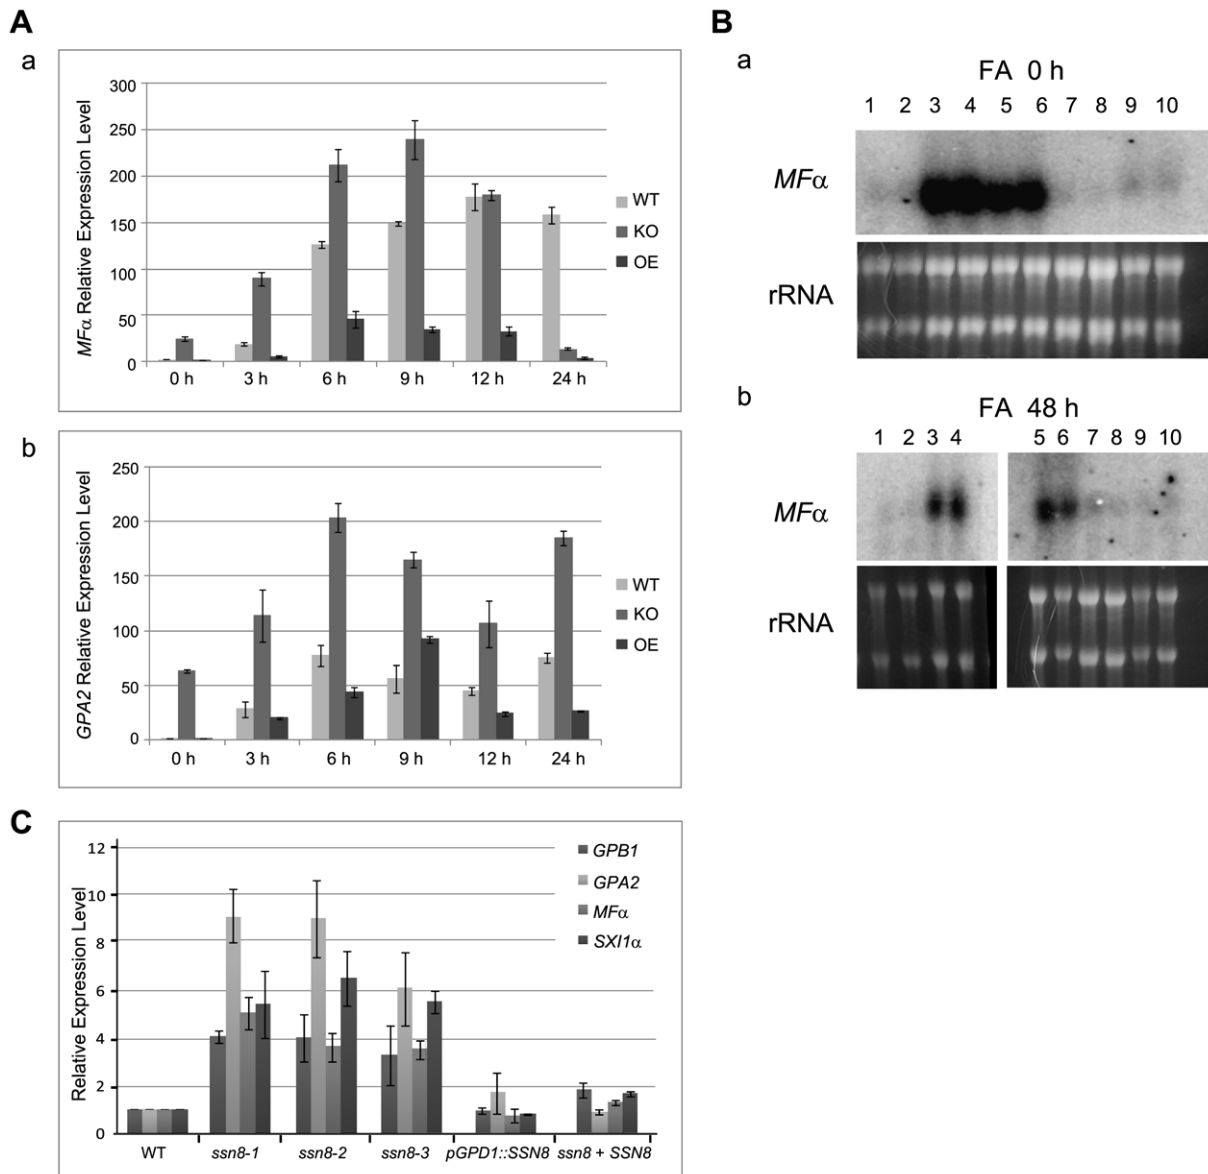 A
a
MFα Relative Expression Level
300
250
200
150
100
50
0
0 h 3 h 6 h 9 h 12 h 24 h
WT
KO
OE
b
GPA2 Relative Expression Level
250
200
150
100
50
0
0 h 3 h 6 h 9 h 12 h 24 h
WT
KO
OE
B
a
FA 0 h
1 2 3 4 5 6 7 8 9 10
MFα
rRNA
b
FA 48 h
1 2 3 4 5 6 7 8 9 10
MFα
rRNA
C
Relative Expression Level
12
10
8
6
4
2
0
WT ssn8-1 ssn8-2 ssn8-3 pGPD1::SSN8 ssn8 + SSN8
GPB1
GPA2
MFα
SXI1α